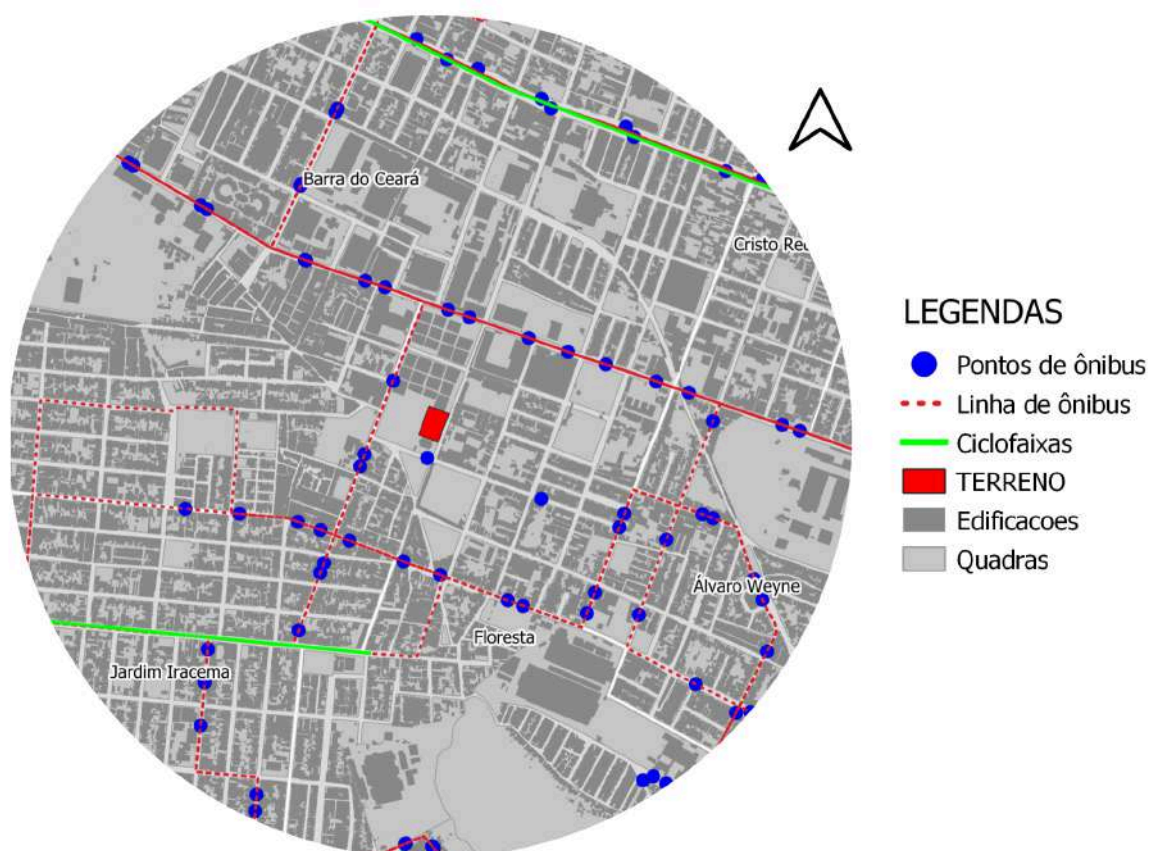 Barra do Ceará
Cristo Red
LEGENDAS
Pontos de ônibus
Linha de ônibus
Ciclofaixas
TERRENO
Edificacoes
Quadras
Álvaro Weyne
Floresta
Jardim Iracema